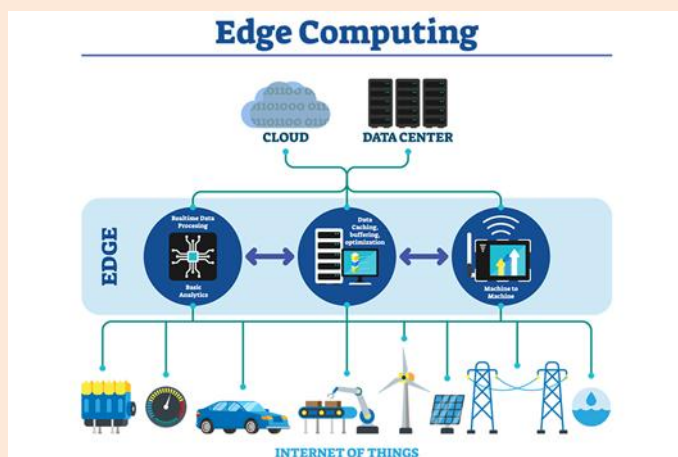 Edge Computing
CLOUD
DATA CENTER
EDGE
Realtime Data
Procesing
Basic
Analytics
Data
Caching,
buffering,
optimization
Machine to
Machine
INTERNET OF THINGS